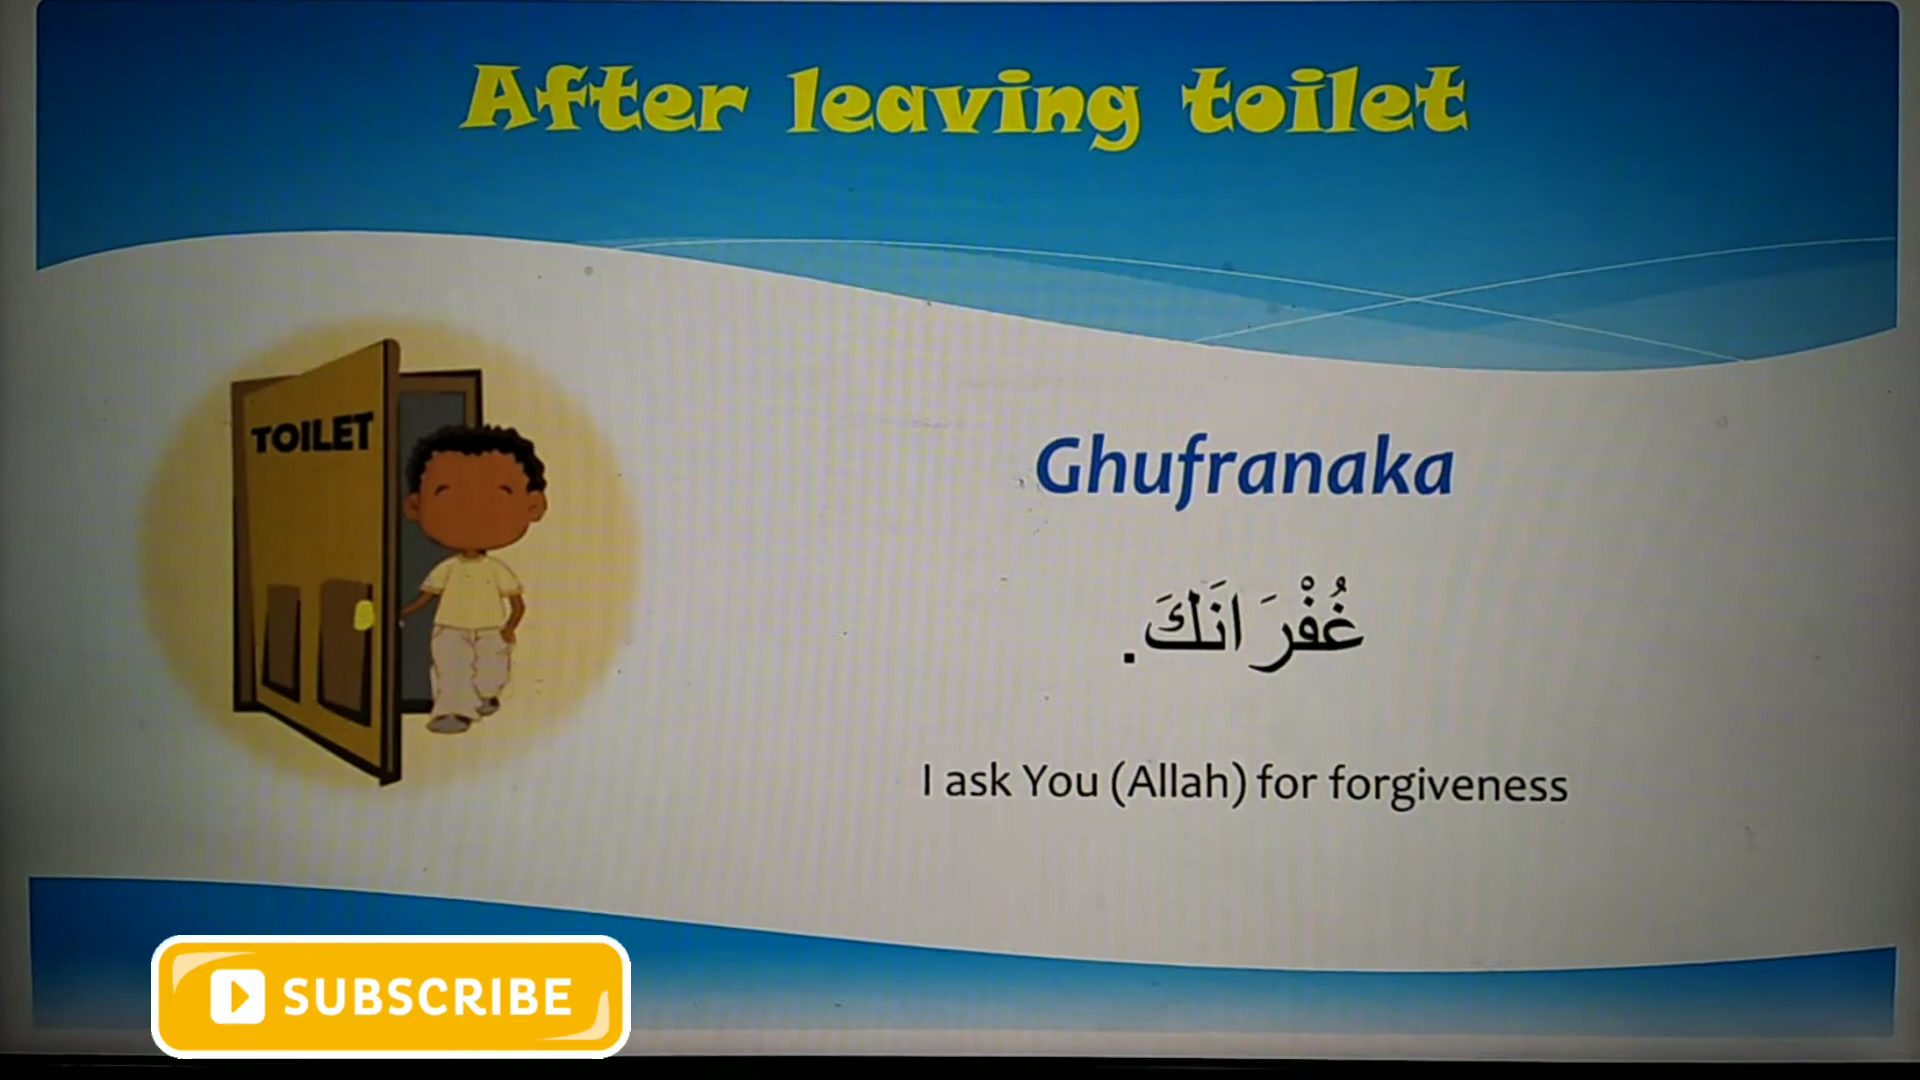 After leaving toilet
TOILET
Ghufranaka
غُفْرَانَكَ.
I ask You (Allah) for forgiveness
SUBSCRIBE